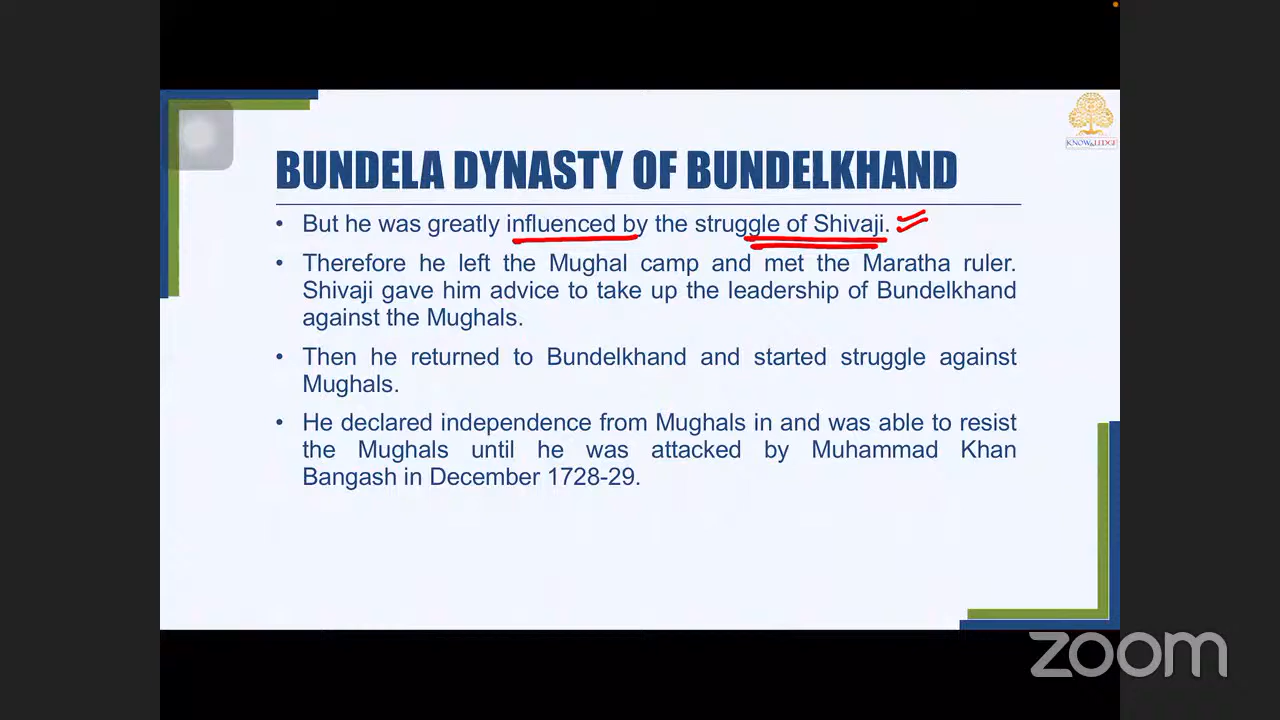 KNOWLEDGE
BUNDELA DYNASTY OF BUNDELKHAND
• But he was greatly influenced by the struggle of Shivaji.
• Therefore he left the Mughal camp and met the Maratha ruler.
Shivaji gave him advice to take up the leadership of Bundelkhand
against the Mughals.
• Then he returned to Bundelkhand and started struggle against
Mughals.
• He declared independence from Mughals in and was able to resist
the Mughals until he was attacked by Muhammad Khan
Bangash in December 1728-29.
zoom